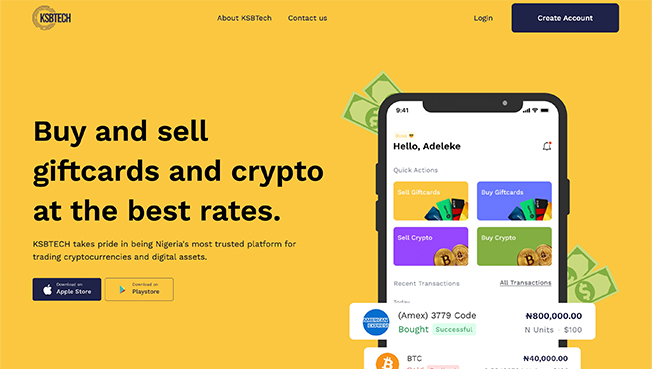 KSBTECH
About KSBTech
Contact us
Login
Create Account
Buy and sell
giftcards and crypto
at the best rates.
KSBTECH takes pride in being Nigeria's most trusted platform for
trading cryptocurrencies and digital assets.
Download on
Apple Store
Download on
Playstore
9:41
Hello, Adeleke
Quick Actions
Sell Giftcards
Buy Giftcards
Sell Crypto
Buy Crypto
Recent Transactions
All Transactions
Today
AMERICAN
EXPRESS
(Amex) 3779 Code
₦800,000.00
Bought
Successful
N Units · $100
BTC
₦40,000.00